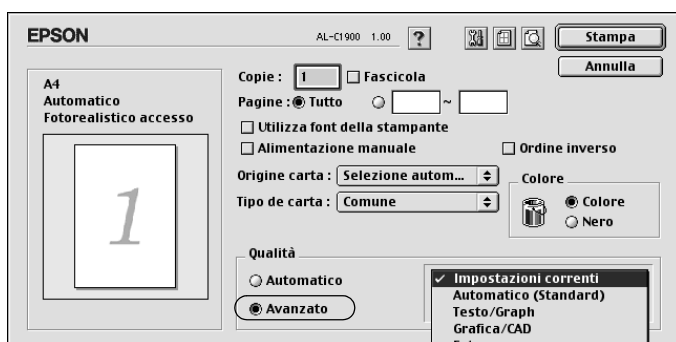 EPSON
AL-C1900 1.00
?
Stampa
Annulla
A4
Automatico
Fotorealistico accesso
1
Copie : 1 Fascicola
Pagine : Tutto ~
Utilizza font della stampante
Alimentazione manuale
Ordine inverso
Origine carta : Selezione autom...
Tipo de carta : Comune
Colore
Colore
Nero
Qualità
Automatico
Avanzato
✓ Impostazioni correnti
Automatico (Standard)
Testo/Graph
Grafica/CAD